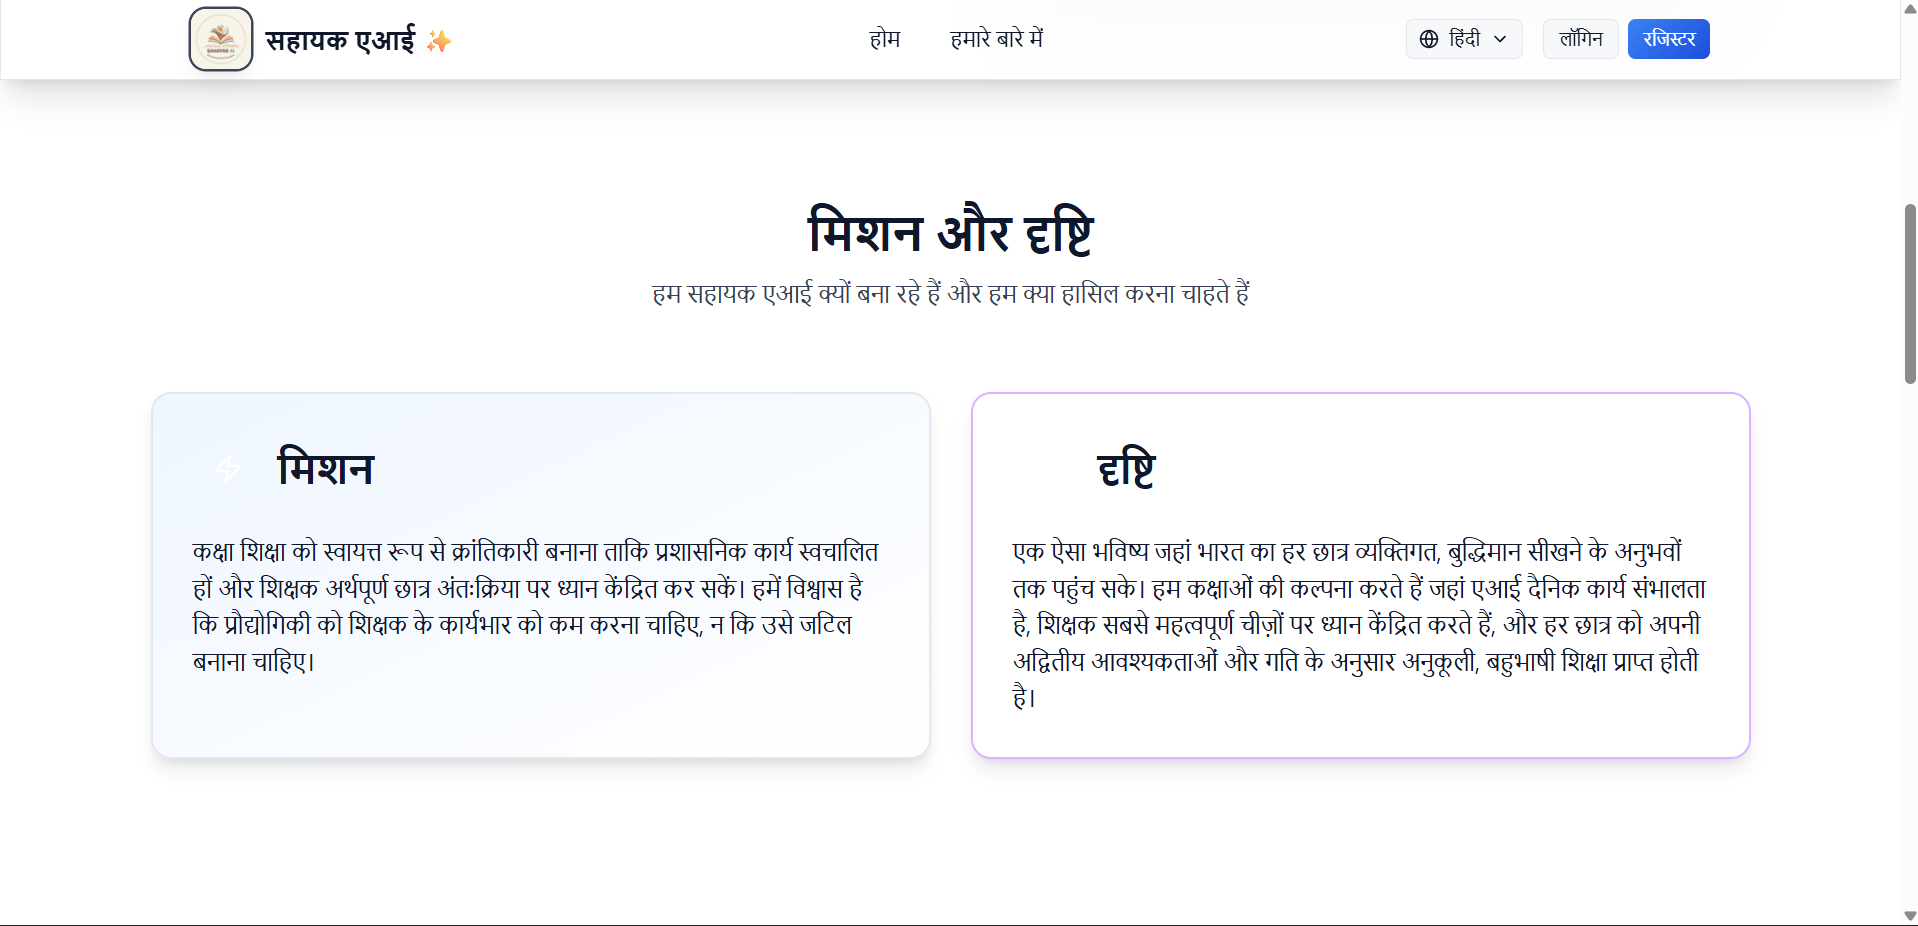 सहायक एआई ✨
होम
हमारे बारे में
हिंदी
लॉगिन
रजिस्टर
मिशन और दृष्टि
हम सहायक एआई क्यों बना रहे हैं और हम क्या हासिल करना चाहते हैं
मिशन
कक्षा शिक्षा को स्वायत्त रूप से क्रांतिकारी बनाना ताकि प्रशासनिक कार्य स्वचालित
हों और शिक्षक अर्थपूर्ण छात्र अंतःक्रिया पर ध्यान केंद्रित कर सकें। हमें विश्वास है
कि प्रौद्योगिकी को शिक्षक के कार्यभार को कम करना चाहिए, न कि उसे जटिल
बनाना चाहिए।
दृष्टि
एक ऐसा भविष्य जहां भारत का हर छात्र व्यक्तिगत, बुद्धिमान सीखने के अनुभवों
तक पहुंच सके। हम कक्षाओं की कल्पना करते हैं जहां एआई दैनिक कार्य संभालता
है, शिक्षक सबसे महत्वपूर्ण चीज़ों पर ध्यान केंद्रित करते हैं, और हर छात्र को अपनी
अद्वितीय आवश्यकताओं और गति के अनुसार अनुकूली, बहुभाषी शिक्षा प्राप्त होती
है।